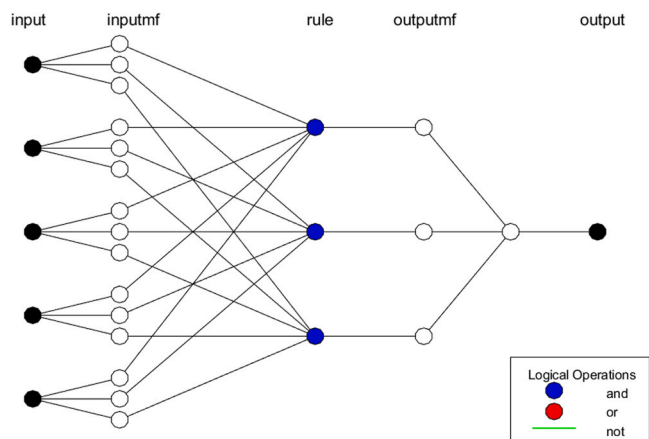 input inputmf rule outputmf output
Logical Operations
and
or
not